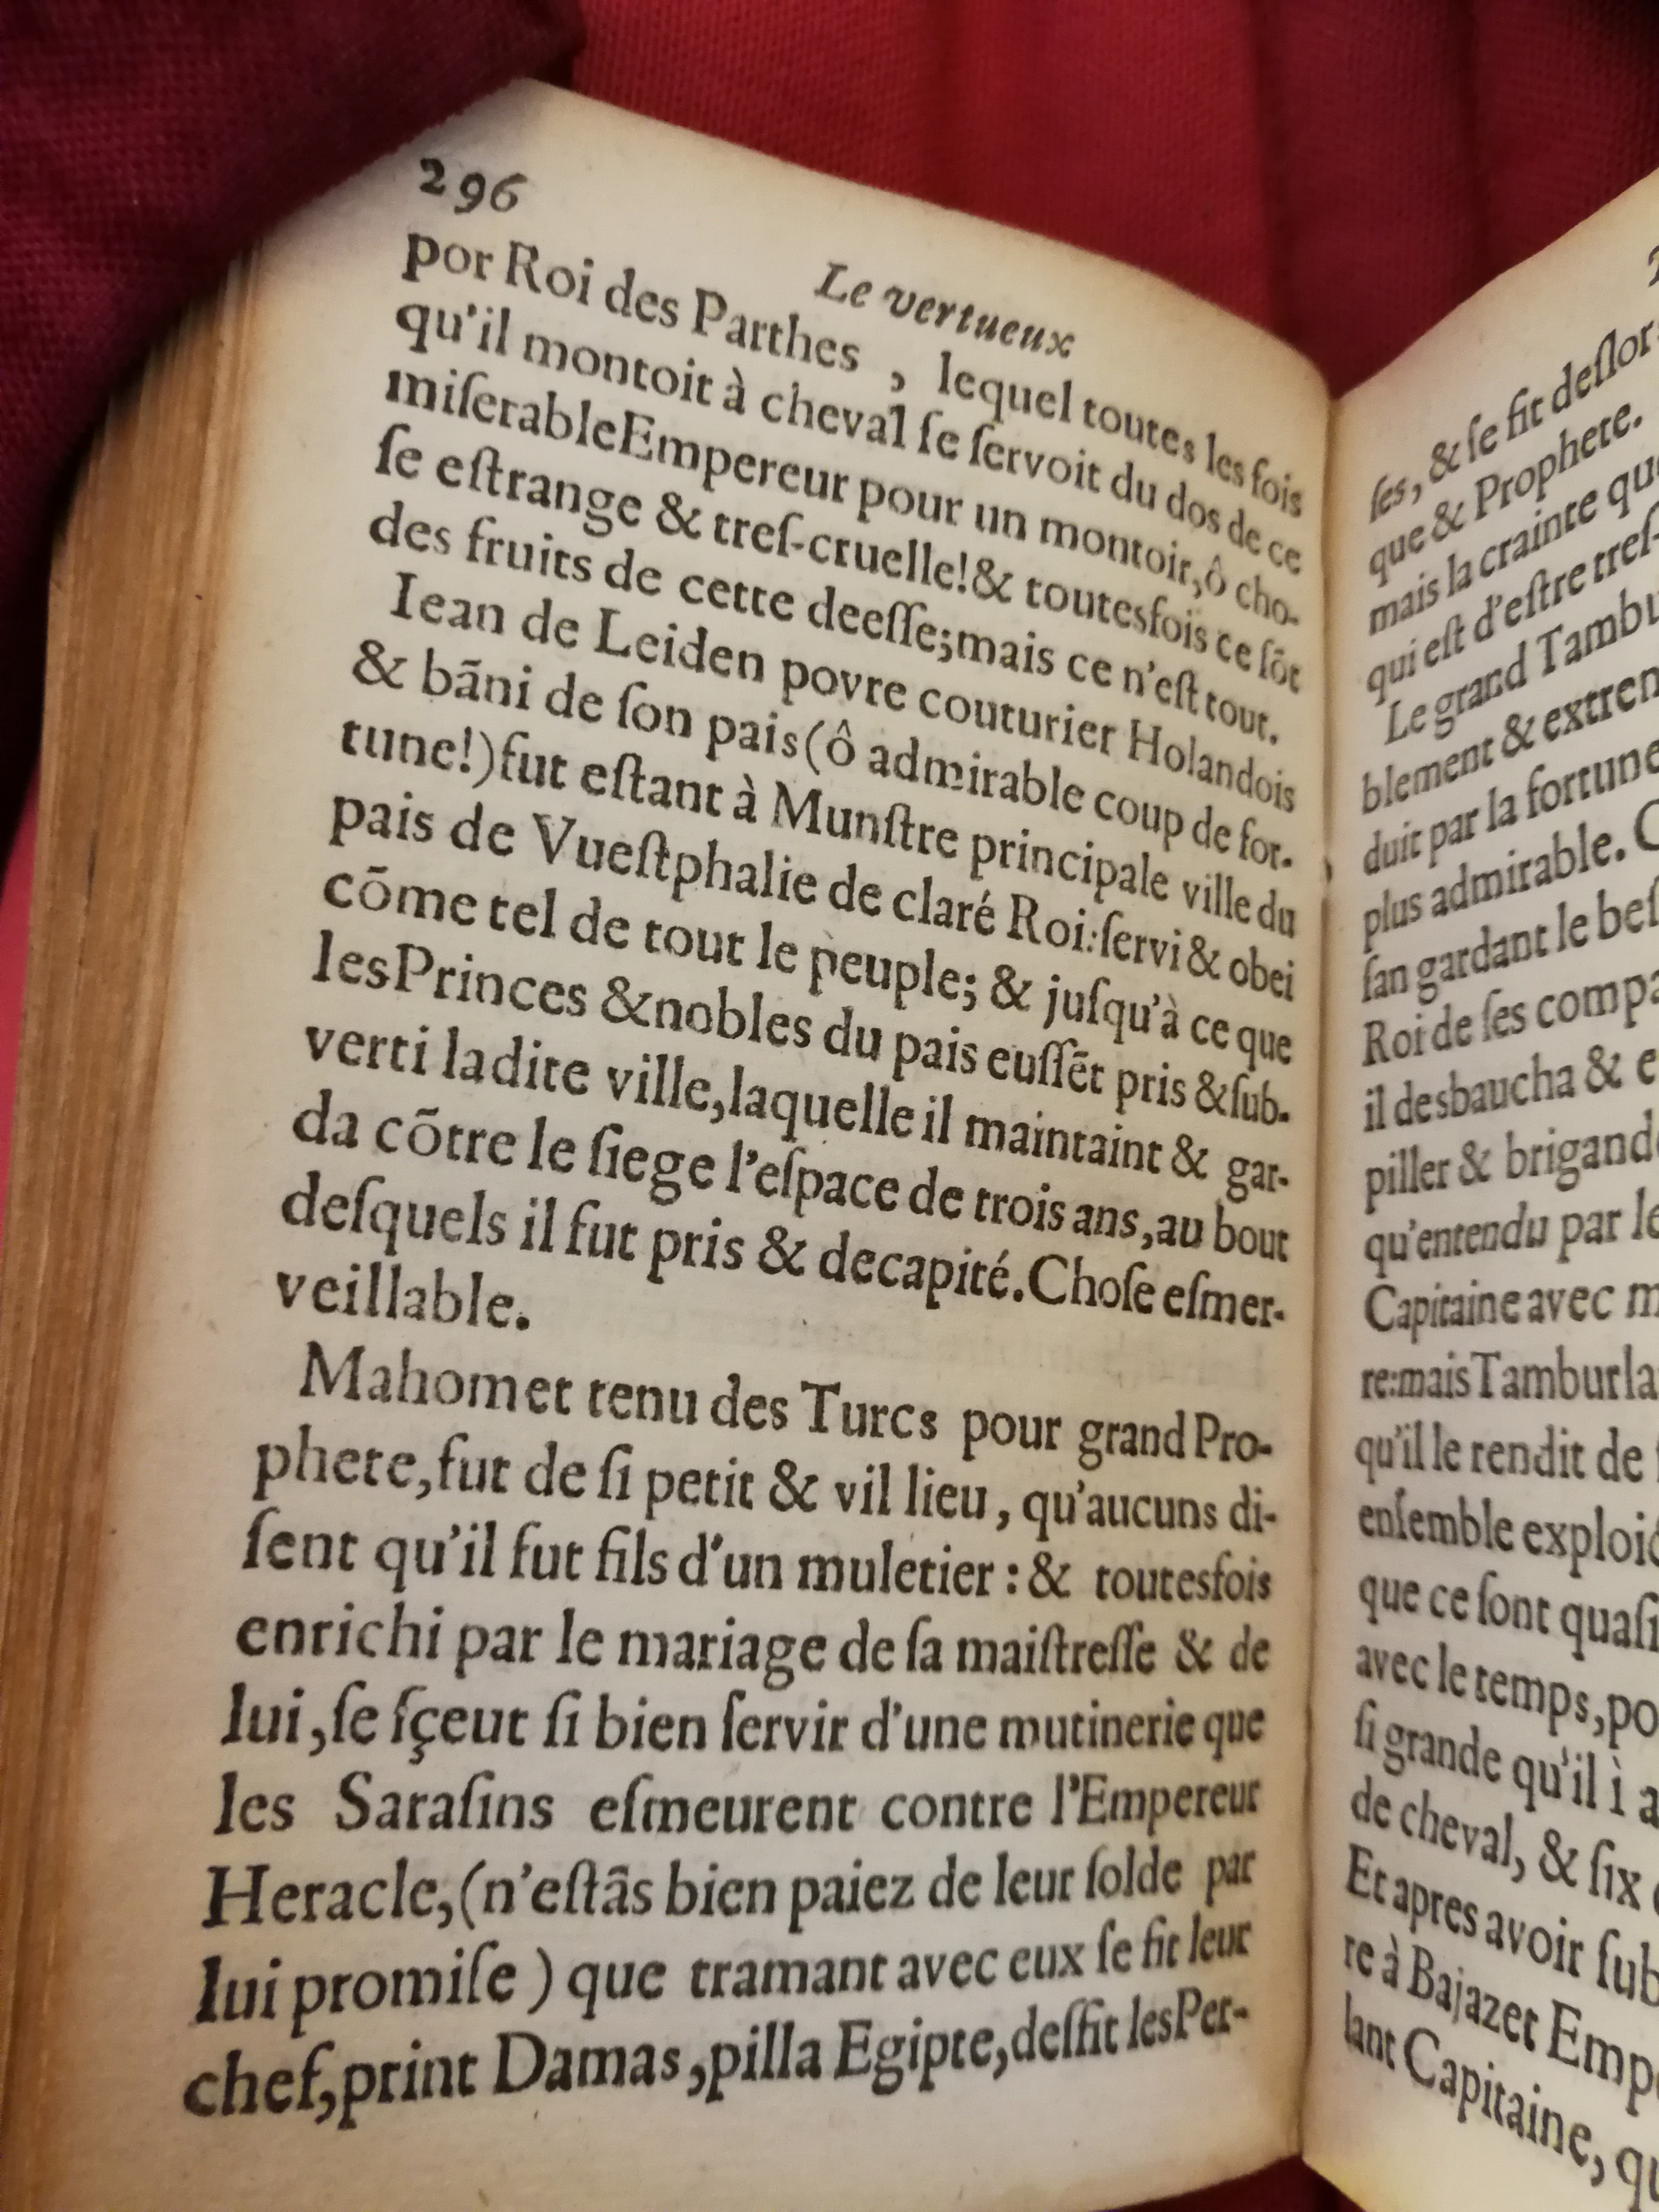 296
Le vertueux
por Roi des Parthes , lequel toutes les fois
qu'il montoit à cheval ſe ſervoit du dos de ce
miſerableEmpereur pour un montoir,ô cho-
ſe eſtrange & treſ-cruelle!& toutesfois ce ſōt
des fruits de cette deeſſe;mais ce n'eſt tout.
Iean de Leiden povre couturier Holandois
& bāni de ſon pais(ô admirable coup de for-
tune!)fut eſtant à Munſtre principale ville du
pais de Vueſtphalie de claré Roi:ſervi & obei
cōme tel de tout le peuple; & juſqu'à ce que
lesPrinces &nobles du pais euſſēt pris &ſub-
verti ladite ville,laquelle il maintaint & gar-
da cōtre le ſiege l'eſpace de trois ans,au bout
deſquels il fut pris & decapité.Choſe eſmer-
veillable.
Mahomet tenu des Turcs pour grand Pro-
phete,fut de ſi petit & vil lieu, qu'aucuns di-
ſent qu'il fut fils d'un muletier : & toutesfois
enrichi par le mariage de ſa maiſtreſſe & de
lui,ſe ſçeut ſi bien ſervir d'une mutinerie que
les Saraſins eſmeurent contre l'Empereur
Heracle,(n'eſtās bien paiez de leur ſolde par
lui promiſe ) que tramant avec eux ſe fit leur
chef,print Damas,pilla Egipte,deſfit lesPer-
ſes, & ſe fit deſlor
que & Prophete.
mais la crainte que
qui eſt d'eſtre treſ-
Le grand Tambu
blement & extrem
duit par la fortune
plus admirable. C
ſan gardant le beſ
Roi de ſes compa
il desbaucha & e
piller & brigand
qu'entendu par le
Capitaine avec m
re:mais Tamburla
qu'il le rendit de
enſemble exploi
que ce ſont quaſi
avec le temps,po
ſi grande qu'il ì a
de cheval, & ſix
Et apres avoir ſub
re à Bajazet Emp
lant Capitaine, qu